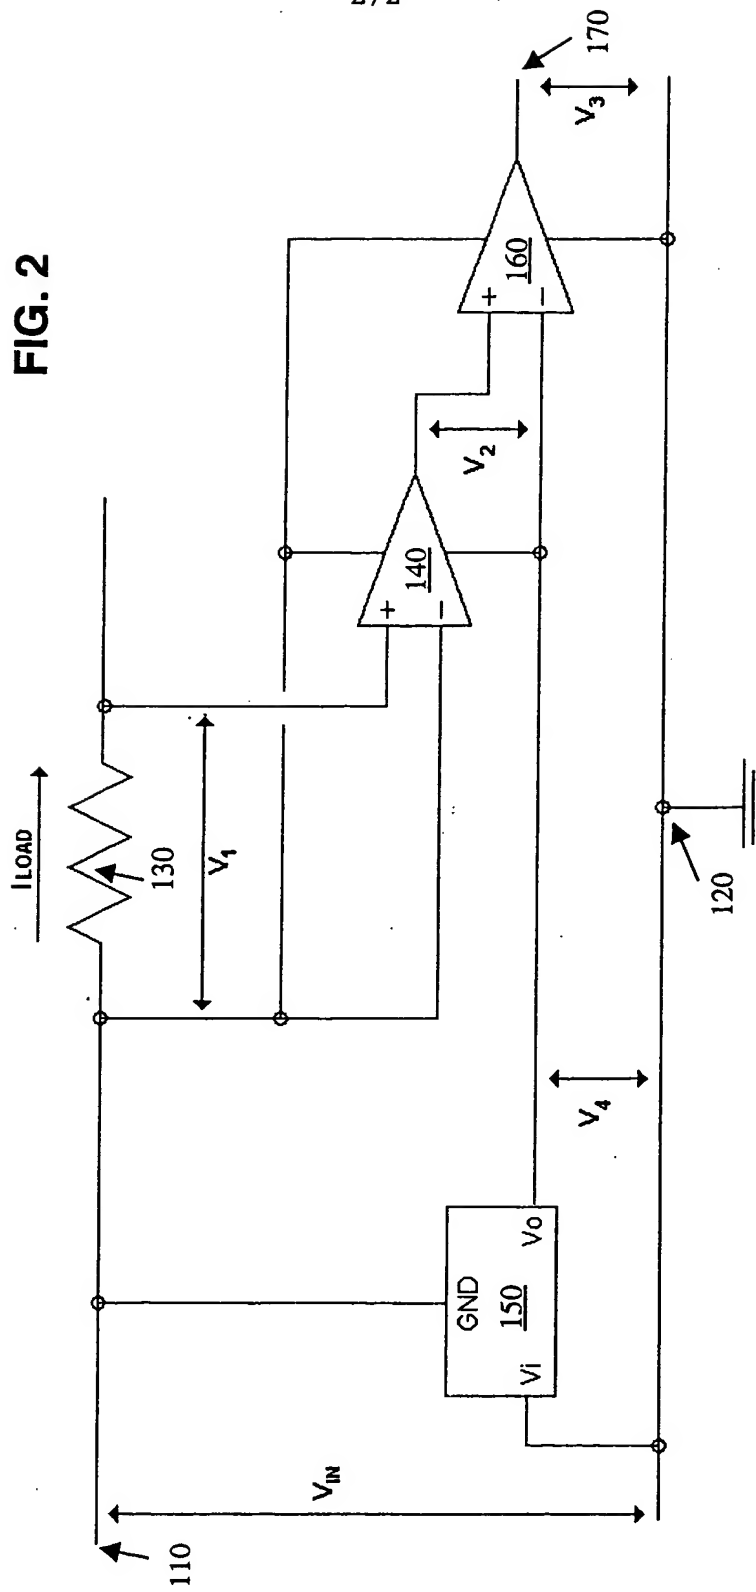 2/2
FIG. 2
ILOAD
130
V1
110
VIN
GND
150
Vi
Vo
V4
120
+
−
140
V2
+
−
160
V3
170